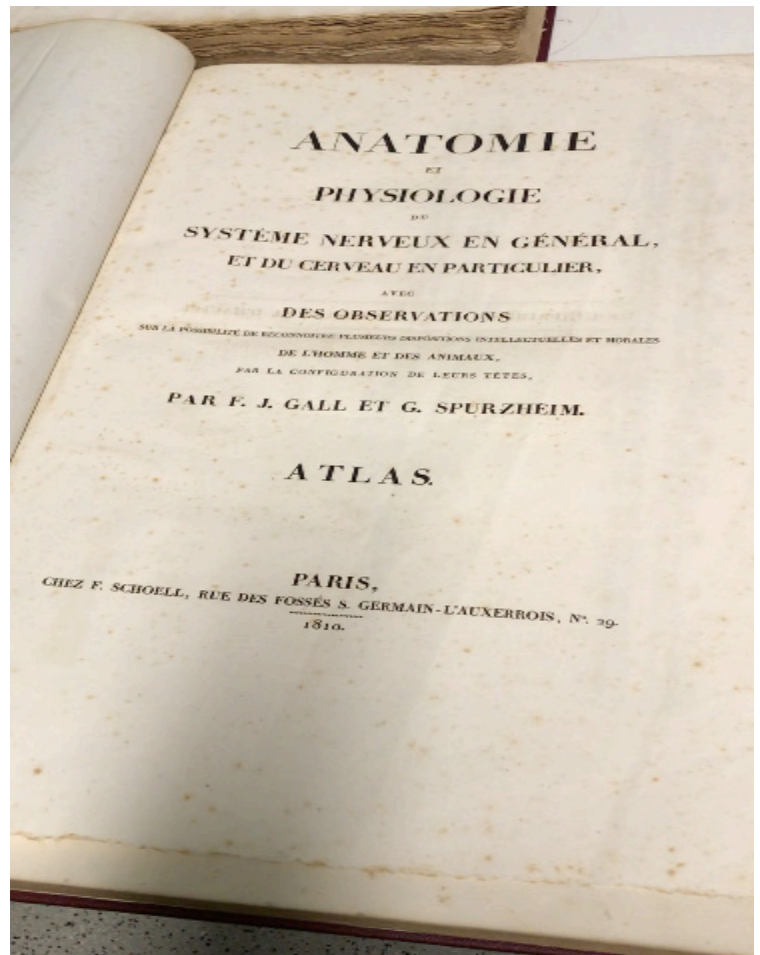 ANATOMIE
ET
PHYSIOLOGIE
DU
SYSTÈME NERVEUX EN GÉNÉRAL,
ET DU CERVEAU EN PARTICULIER,
AVEC
DES OBSERVATIONS
SUR LA POSSIBILITÉ DE RECONNOITRE PLUSIEURS DISPOSITIONS INTELLECTUELLES ET MORALES
DE L'HOMME ET DES ANIMAUX,
PAR LA CONFIGURATION DE LEURS TÊTES,
PAR F. J. GALL ET G. SPURZHEIM.
ATLAS.
PARIS,
CHEZ F. SCHOELL, RUE DES FOSSÉS S. GERMAIN-L'AUXERROIS, N°. 29.
1810.